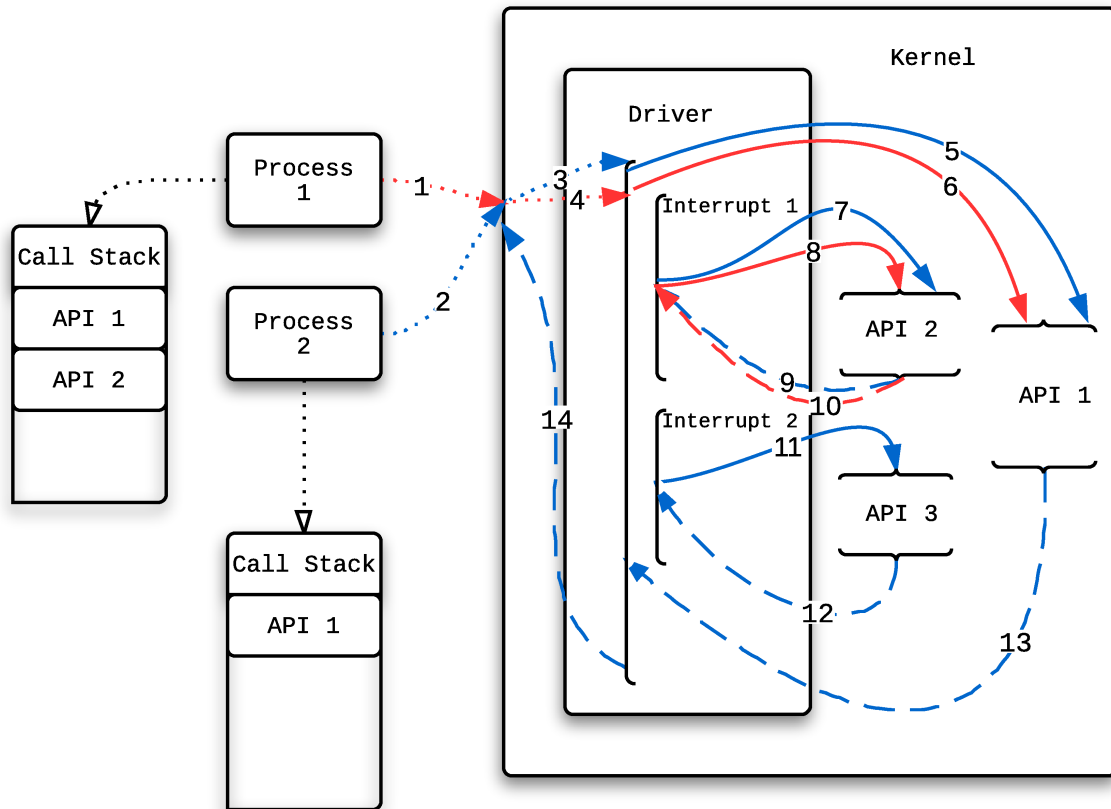 Kernel
Driver
Process
1
1
3
4
5
6
Interrupt 1
7
8
Call Stack
API 1
API 2
Process
2
2
API 2
9
10
API 1
14
Interrupt 2
11
API 3
Call Stack
API 1
12
13